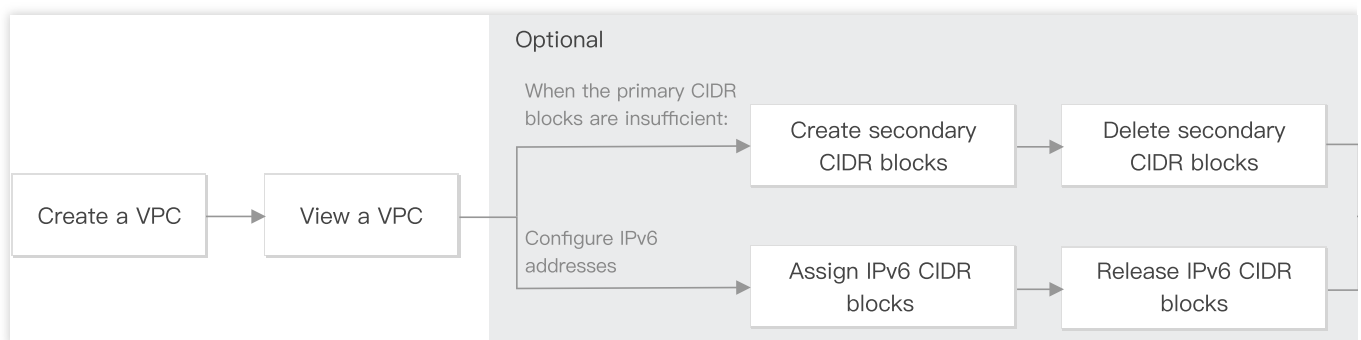 Optional
When the primary CIDR
blocks are insufficient:
Create secondary
CIDR blocks
Delete secondary
CIDR blocks
Create a VPC
View a VPC
Configure IPv6
addresses
Assign IPv6 CIDR
blocks
Release IPv6 CIDR
blocks